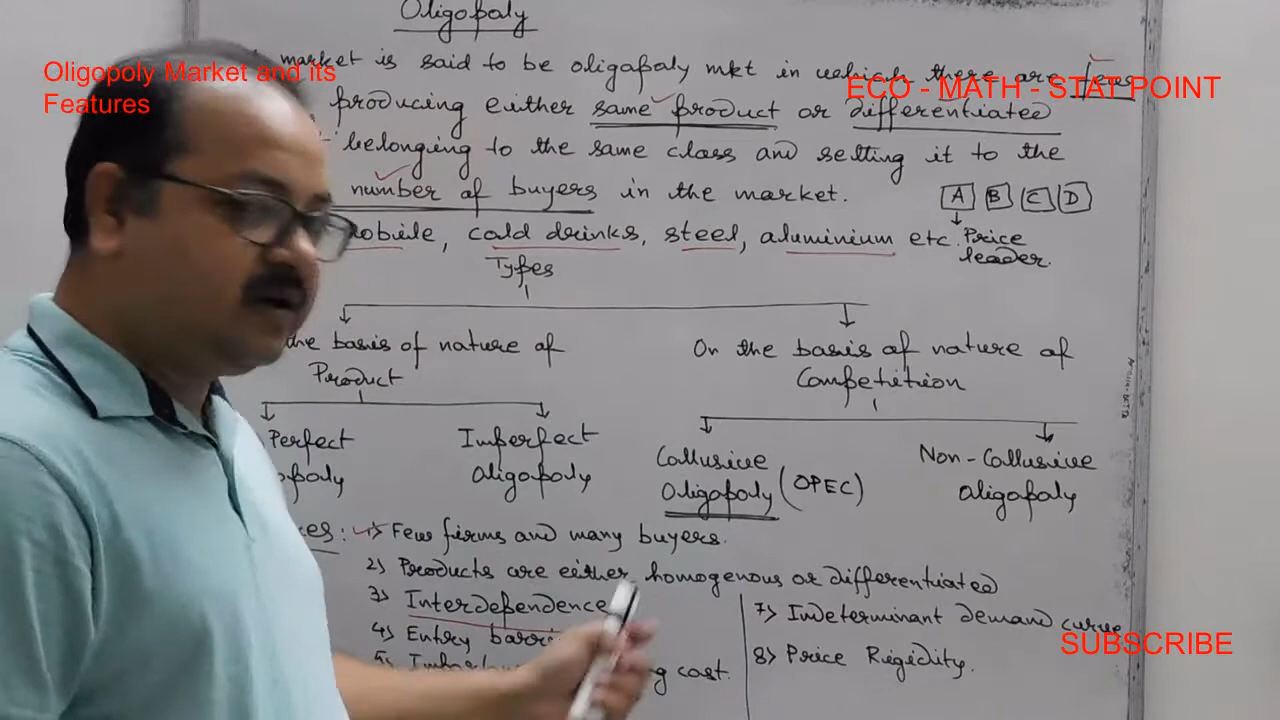 Oligopoly
market is said to be oligopoly mkt in which there are few
producing either same product or differentiated
belonging to the same class and selling it to the
number of buyers in the market.
A B C D
cold drinks, steel, aluminium etc. Price
leader.
Types
the basis of nature of
Product
On the basis of nature of
Competition
Perfect
Imperfect
oligopoly
Collusive
Oligopoly (OPEC)
Non-Collusive
oligopoly
1) Few firms and many buyers.
2) Products are either homogenous or differentiated
3) Interdependence
4) Entry
5)
cost.
7) Indeterminant demand curve
8) Price Rigedity.
Oligopoly Market and its
Features
ECO - MATH - STAT POINT
SUBSCRIBE